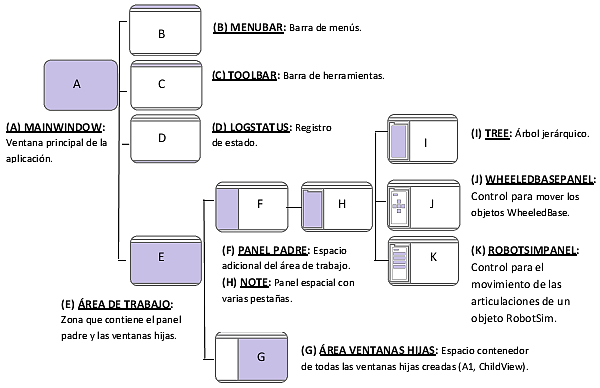 A
(A) MAINWINDOW:
Ventana principal de la
aplicación.
B
(B) MENUBAR: Barra de menús.
C
(C) TOOLBAR: Barra de herramientas.
D
(D) LOGSTATUS: Registro
de estado.
E
(E) ÁREA DE TRABAJO:
Zona que contiene el panel
padre y las ventanas hijas.
F
H
(F) PANEL PADRE: Espacio
adicional del área de trabajo.
(H) NOTE: Panel espacial con
varias pestañas.
I
(I) TREE: Árbol jerárquico.
J
(J) WHEELEDBASEPANEL:
Control para mover los
objetos WheeledBase.
K
(K) ROBOTSIMPANEL:
Control para el
movimiento de las
articulaciones de un
objeto RobotSim.
G
(G) ÁREA VENTANAS HIJAS: Espacio contenedor
de todas las ventanas hijas creadas (A1, ChildView).